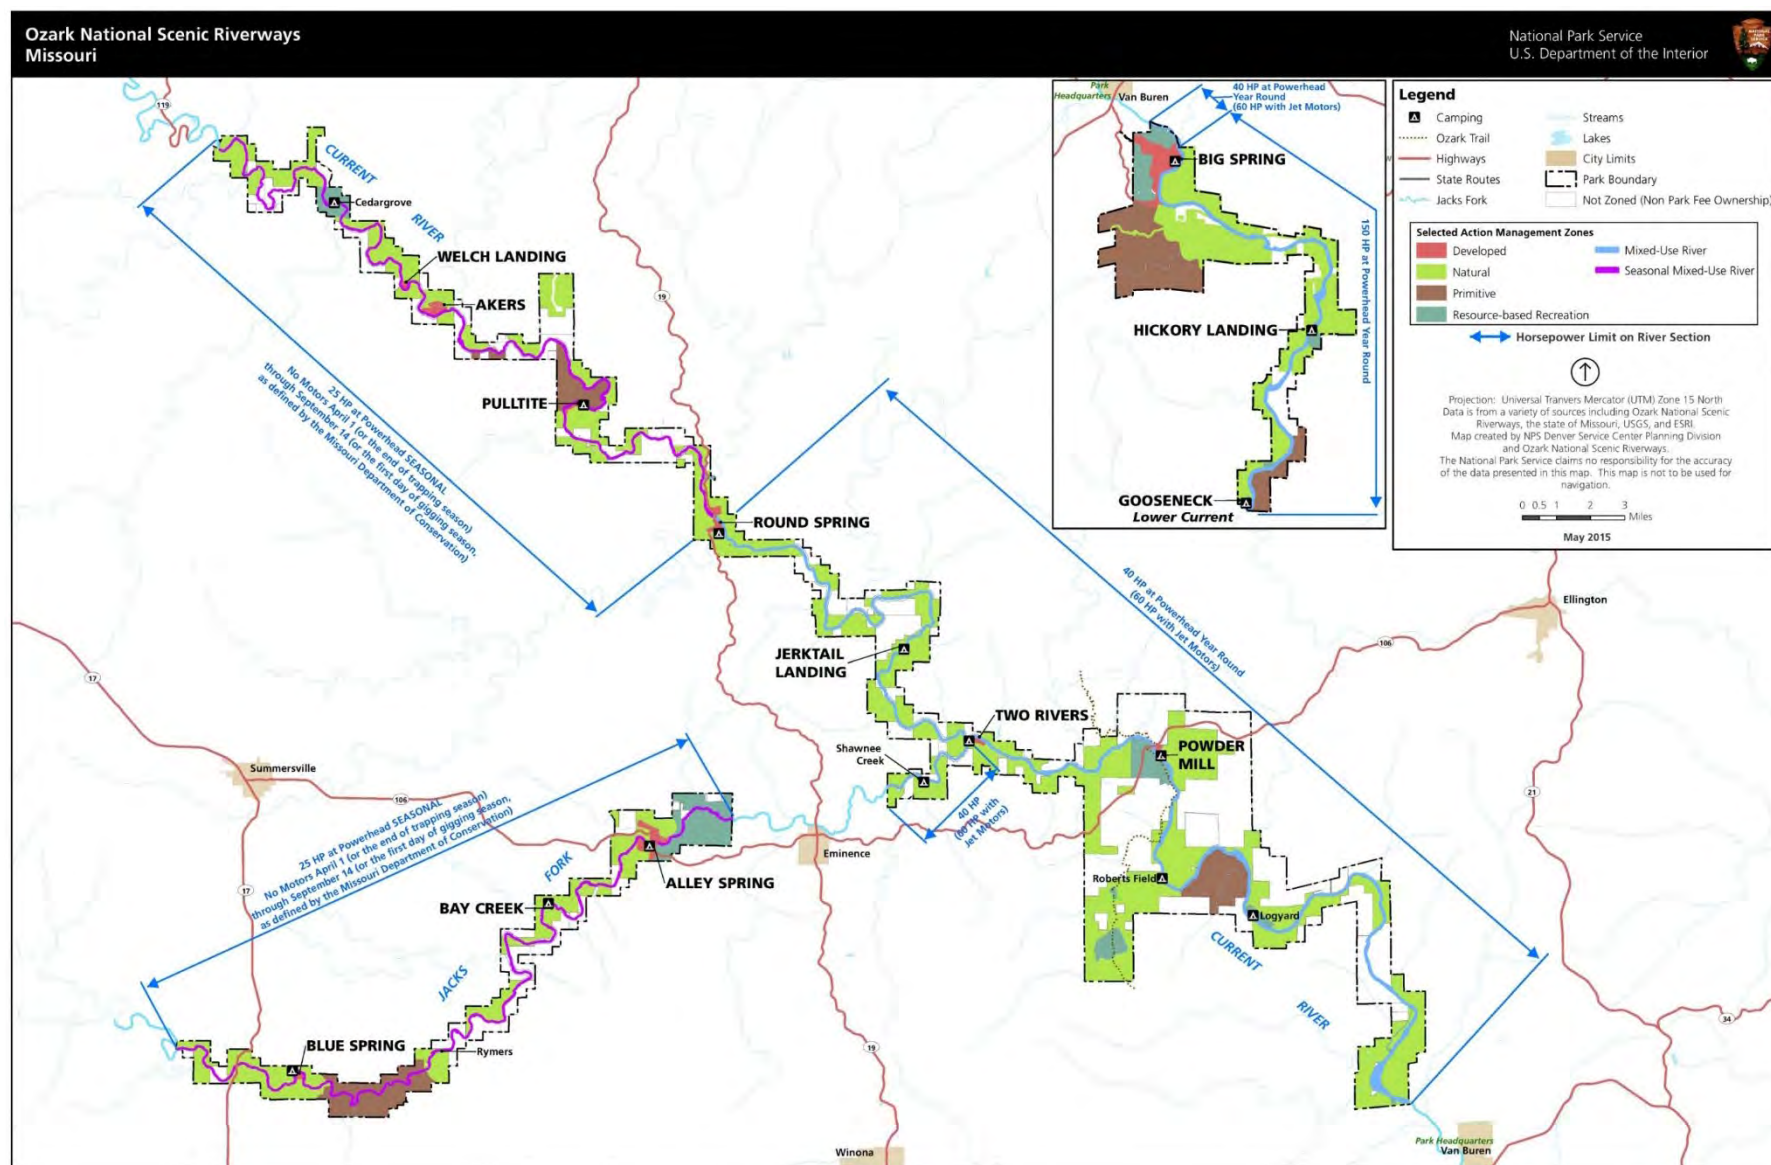 Ozark National Scenic Riverways
Missouri
National Park Service
U.S. Department of the Interior
119
CURRENT
RIVER
Cedargrove
WELCH LANDING
AKERS
19
PULLTITE
25 HP at Powerhead SEASONAL
No Motors April 1 (or the end of trapping season)
through September 14 (or the first day of gigging season,
as defined by the Missouri Department of Conservation)
ROUND SPRING
JERKTAIL
LANDING
TWO RIVERS
Shawnee
Creek
POWDER
MILL
40 HP at Powerhead Year Round
(60 HP with Jet Motors)
40 HP
(60 HP with
Jet Motors)
Ellington
106
17
Summersville
106
25 HP at Powerhead SEASONAL
No Motors April 1 (or the end of trapping season)
through September 14 (or the first day of gigging season,
as defined by the Missouri Department of Conservation)
21
Eminence
Roberts Field
ALLEY SPRING
FORK
BAY CREEK
17
JACKS
Logyard
CURRENT
RIVER
34
BLUE SPRING
Rymers
19
Winona
Park Headquarters
Van Buren
Park
Headquarters
Van Buren
40 HP at Powerhead
Year Round
(60 HP with Jet Motors)
BIG SPRING
150 HP at Powerhead Year Round
HICKORY LANDING
GOOSENECK
Lower Current
Legend
Camping
Ozark Trail
Highways
State Routes
Jacks Fork
Streams
Lakes
City Limits
Park Boundary
Not Zoned (Non Park Fee Ownership)
Selected Action Management Zones
Developed
Natural
Primitive
Resource-based Recreation
Mixed-Use River
Seasonal Mixed-Use River
Horsepower Limit on River Section
Projection: Universal Tranvers Mercator (UTM) Zone 15 North
Data is from a variety of sources including Ozark National Scenic
Riverways, the state of Missouri, USGS, and ESRI.
Map created by NPS Denver Service Center Planning Division
and Ozark National Scenic Riverways.
The National Park Service claims no responsibility for the accuracy
of the data presented in this map. This map is not to be used for
navigation.
0 0.5 1 2 3
Miles
May 2015